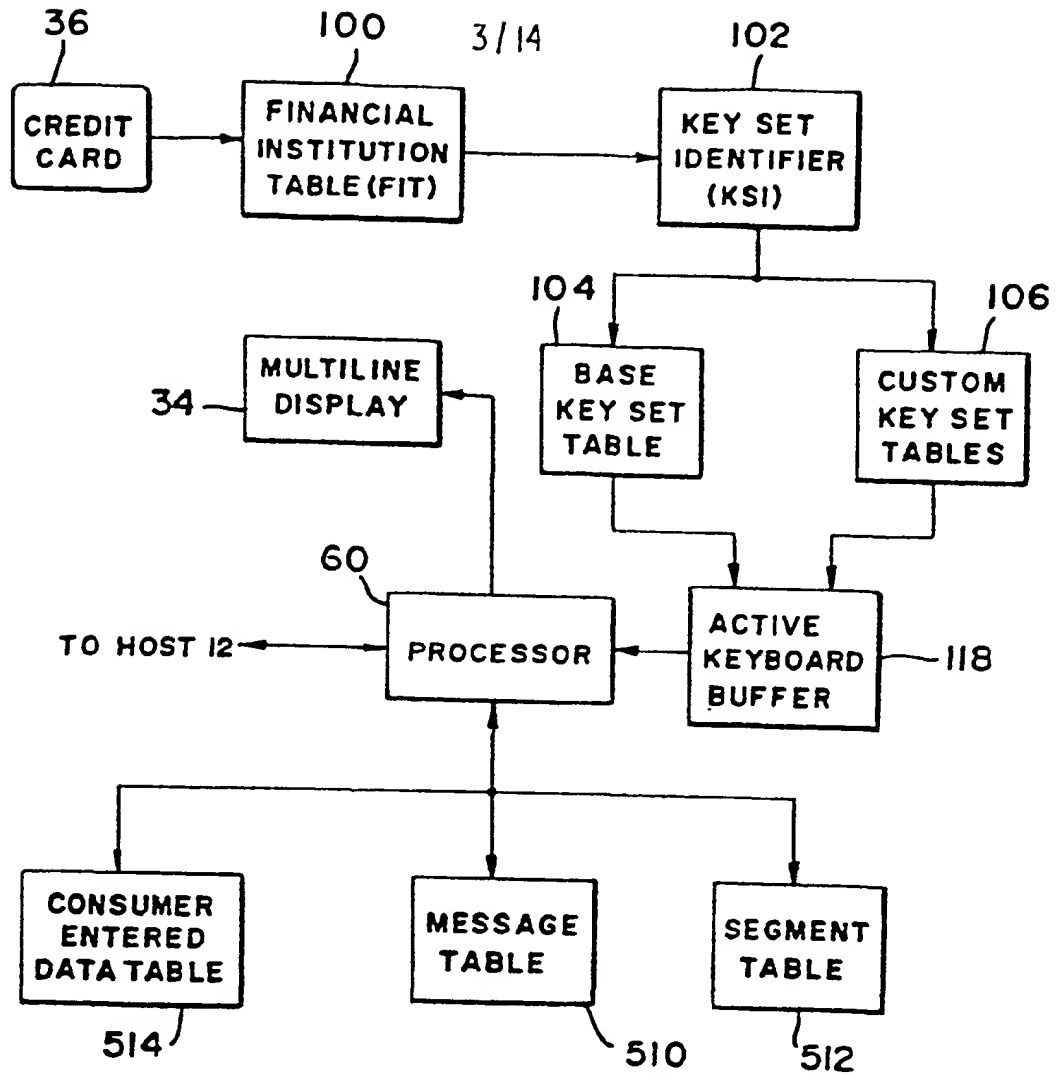 36
100
3/14
102
CREDIT
CARD
FINANCIAL
INSTITUTION
TABLE (FIT)
KEY SET
IDENTIFIER
(KSI)
104
106
MULTILINE
DISPLAY
34
BASE
KEY SET
TABLE
CUSTOM
KEY SET
TABLES
60
TO HOST 12
PROCESSOR
ACTIVE
KEYBOARD
BUFFER
118
CONSUMER
ENTERED
DATA TABLE
MESSAGE
TABLE
SEGMENT
TABLE
514
510
512